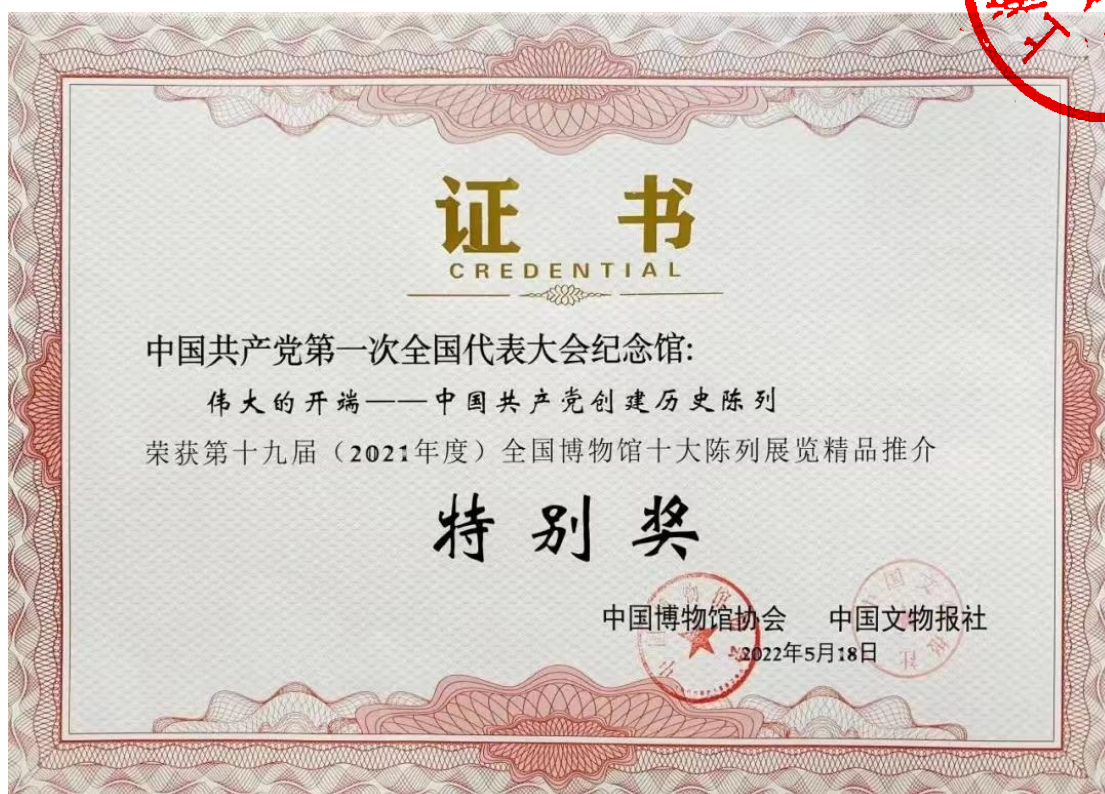 证 书
CREDENTIAL
中国共产党第一次全国代表大会纪念馆:
伟大的开端——中国共产党创建历史陈列
荣获第十九届（2021年度）全国博物馆十大陈列展览精品推介
特别奖
中国博物馆协会 中国文物报社
2022年5月18日